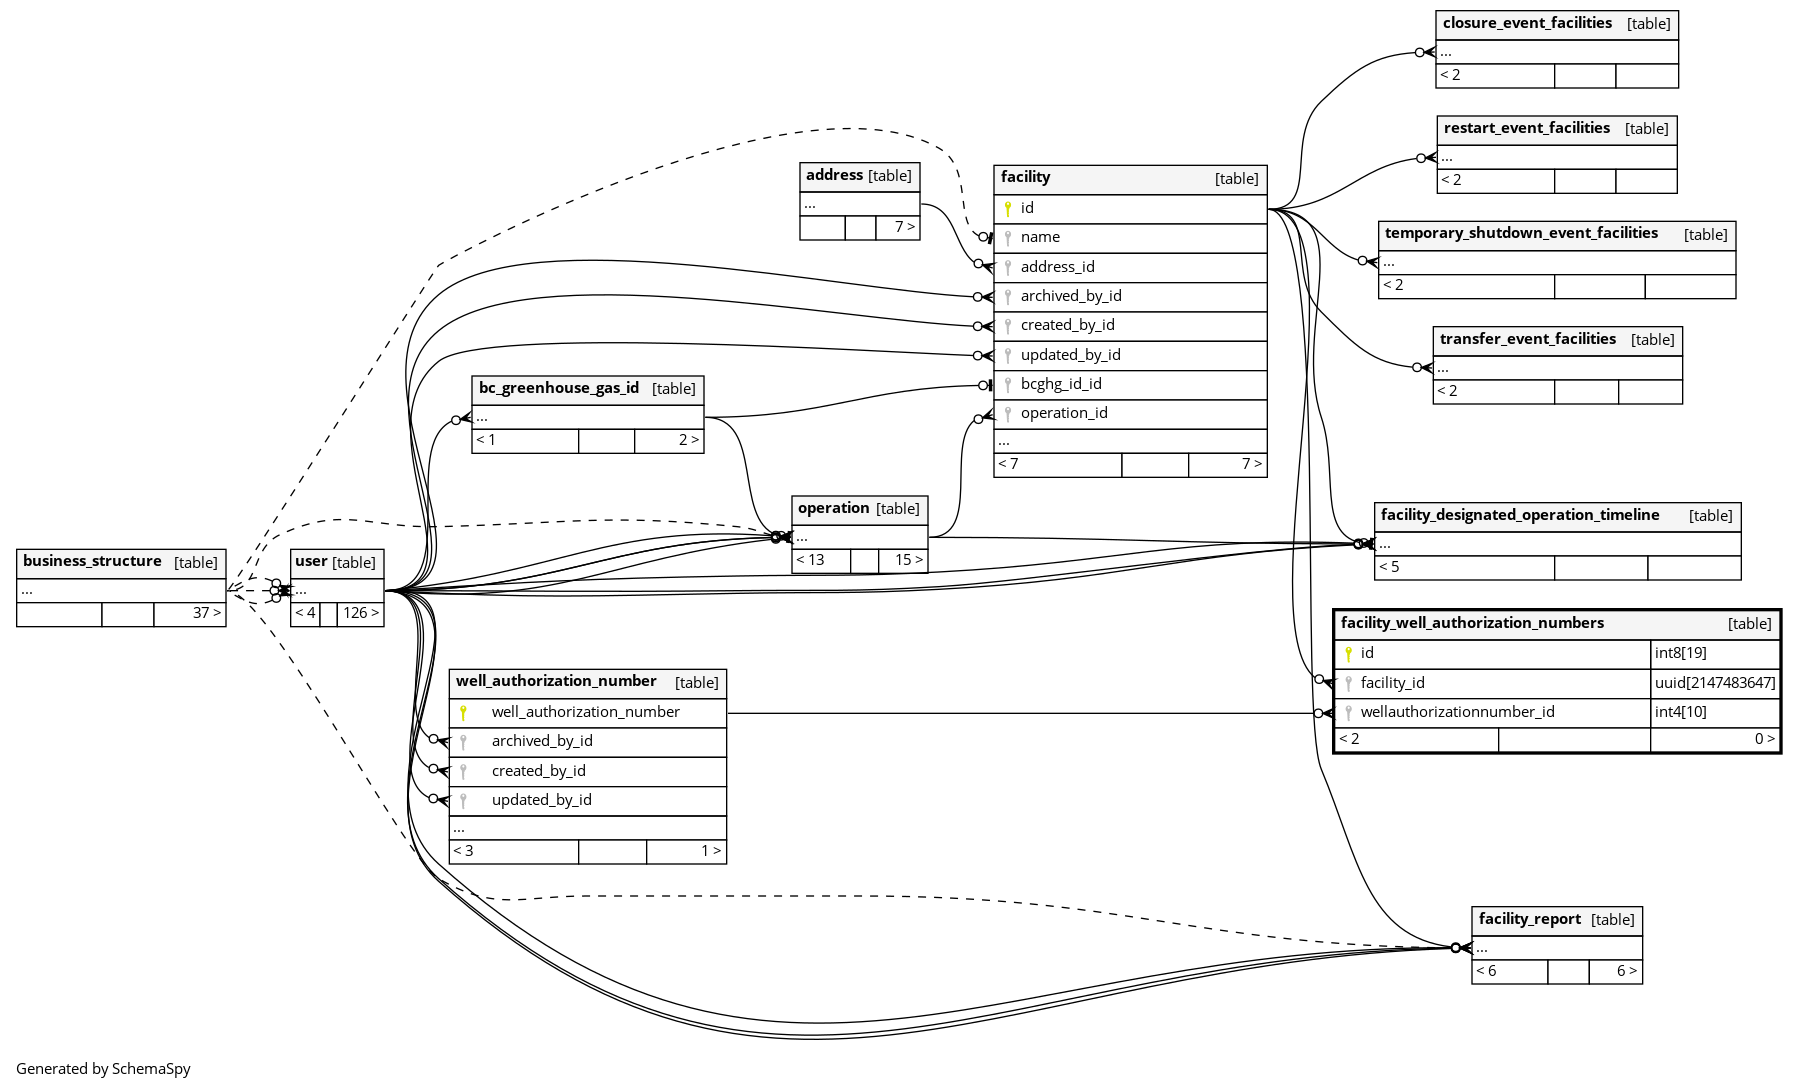 closure_event_facilities [table]
...
< 2
restart_event_facilities [table]
...
< 2
temporary_shutdown_event_facilities [table]
...
< 2
transfer_event_facilities [table]
...
< 2
address [table]
...
7 >
facility [table]
id
name
address_id
archived_by_id
created_by_id
updated_by_id
bcghg_id_id
operation_id
...
< 7 7 >
bc_greenhouse_gas_id [table]
...
< 1 2 >
operation [table]
...
< 13 15 >
business_structure [table]
...
37 >
user [table]
...
< 4 126 >
facility_designated_operation_timeline [table]
...
< 5
facility_well_authorization_numbers [table]
id int8[19]
facility_id uuid[2147483647]
wellauthorizationnumber_id int4[10]
< 2 0 >
well_authorization_number [table]
well_authorization_number
archived_by_id
created_by_id
updated_by_id
...
< 3 1 >
facility_report [table]
...
< 6 6 >
Generated by SchemaSpy